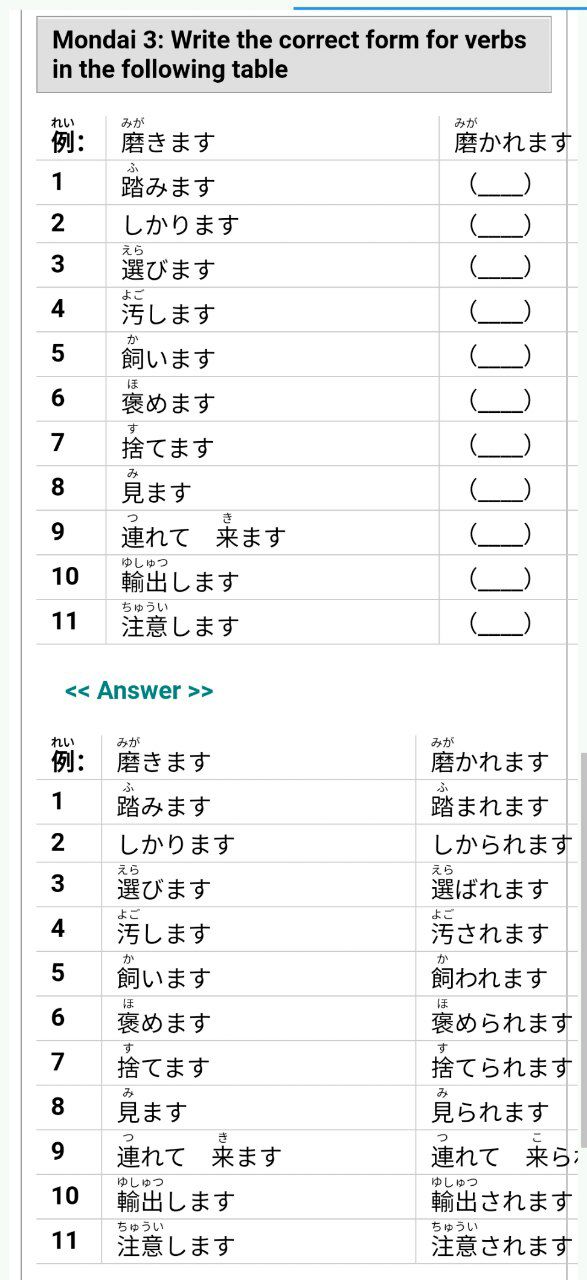 Mondai 3: Write the correct form for verbs
in the following table
れい みが みが
例: 磨きます 磨かれます
ふ
1 踏みます (____)
2 しかります (____)
えら
3 選びます (____)
よご
4 汚します (____)
か
5 飼います (____)
ほ
6 褒めます (____)
す
7 捨てます (____)
み
8 見ます (____)
つ き
9 連れて 来ます (____)
ゆしゅつ
10 輸出します (____)
ちゅうい
11 注意します (____)
<< Answer >>
れい みが みが
例: 磨きます 磨かれます
ふ ふ
1 踏みます 踏まれます
2 しかります しかられます
えら えら
3 選びます 選ばれます
よご よご
4 汚します 汚されます
か か
5 飼います 飼われます
ほ ほ
6 褒めます 褒められます
す す
7 捨てます 捨てられます
み み
8 見ます 見られます
つ き つ こ
9 連れて 来ます 連れて 来ら
ゆしゅつ ゆしゅつ
10 輸出します 輸出されます
ちゅうい ちゅうい
11 注意します 注意されます